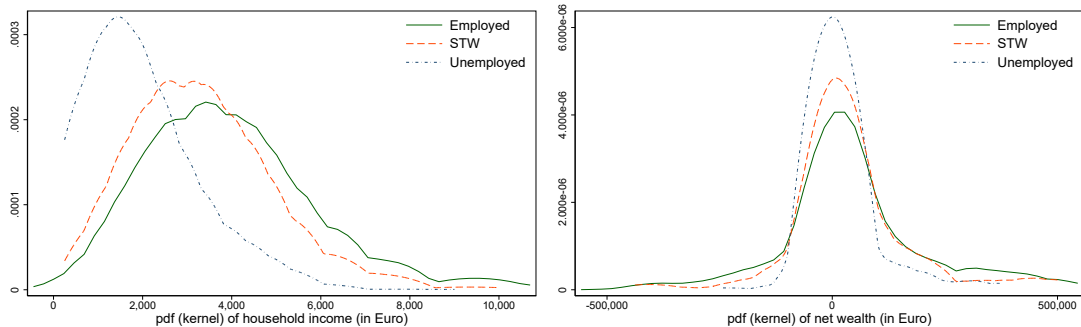 .0003
.0002
.0001
0
Employed
STW
Unemployed
0
2,000
4,000
6,000
8,000
10,000
pdf (kernel) of household income (in Euro)
6.000e-06
4.000e-06
2.000e-06
0
Employed
STW
Unemployed
-500,000
0
500,000
pdf (kernel) of net wealth (in Euro)